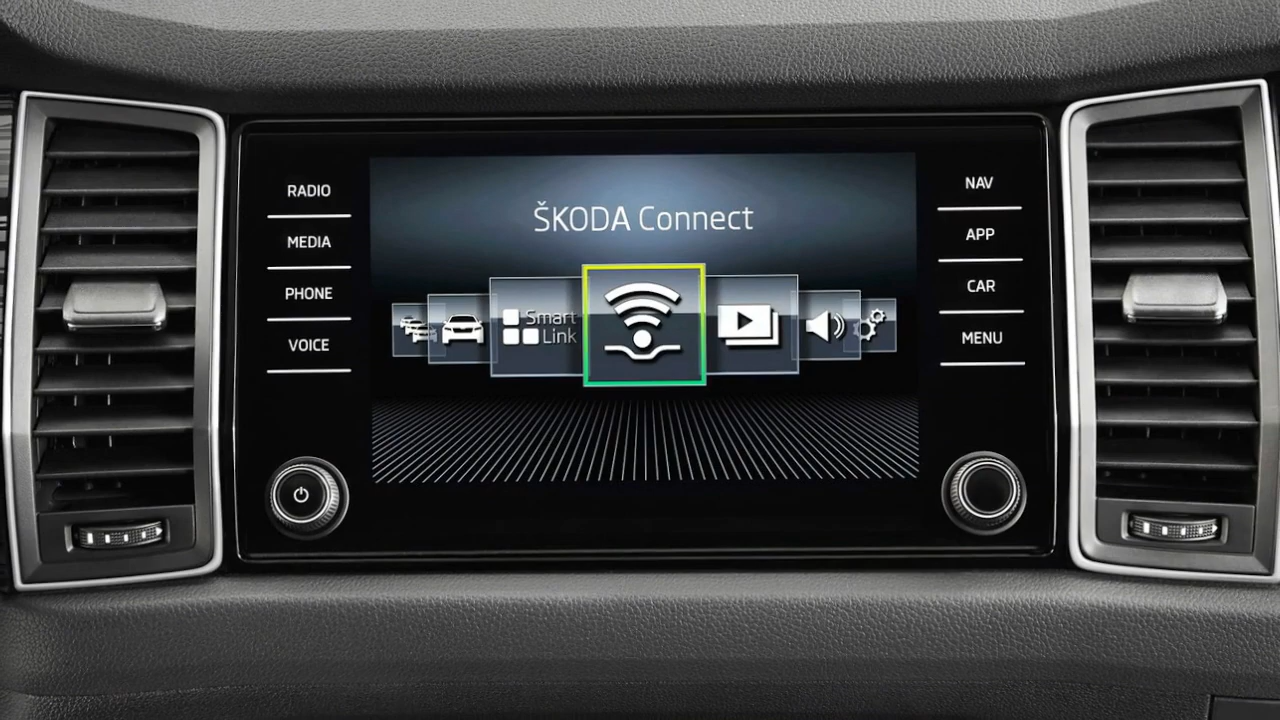 RADIO
MEDIA
PHONE
VOICE
ŠKODA Connect
Smart
Link
NAV
APP
CAR
MENU